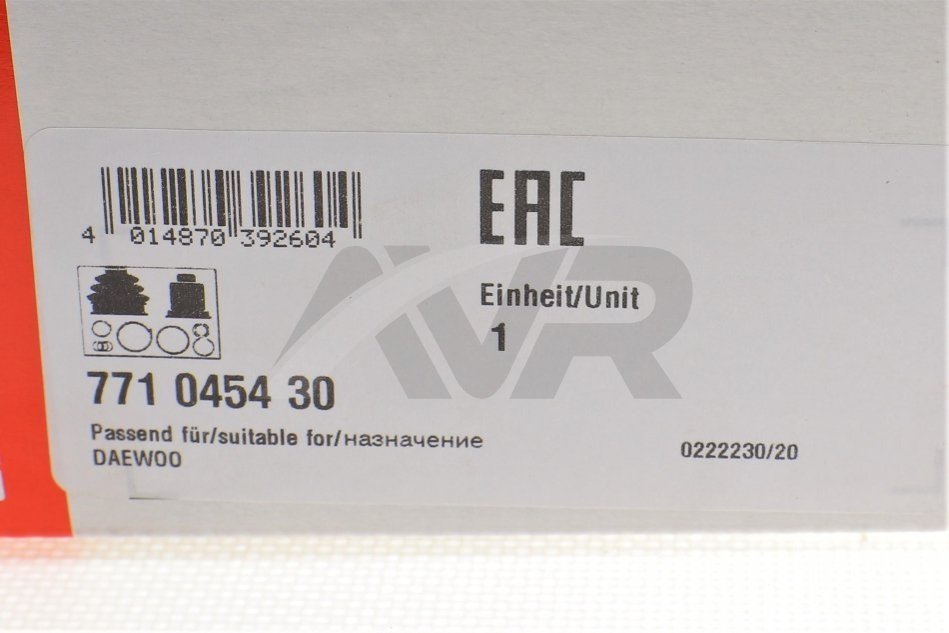 4 014870 392604
EAC
Einheit/Unit
1
AVR
771 0454 30
Passend für/suitable for/назначение
DAEWOO
0222230/20